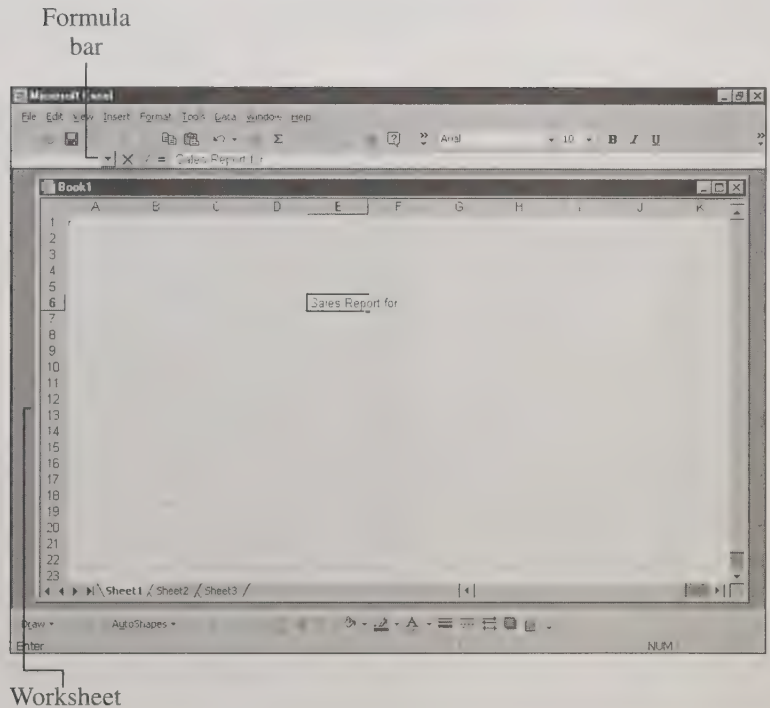 Formula
bar
Microsoft Excel
File Edit View Insert Format Tools Data Window Help
Σ ? » Arial 10 B I U »
X = Sales Report for
Book1
A B C D E F G H I J K
1
2
3
4
5
6 Sales Report for
7
8
9
10
11
12
13
14
15
16
17
18
19
20
21
22
23
Sheet1 / Sheet2 / Sheet3 /
Draw AutoShapes A
Enter NUM
Worksheet